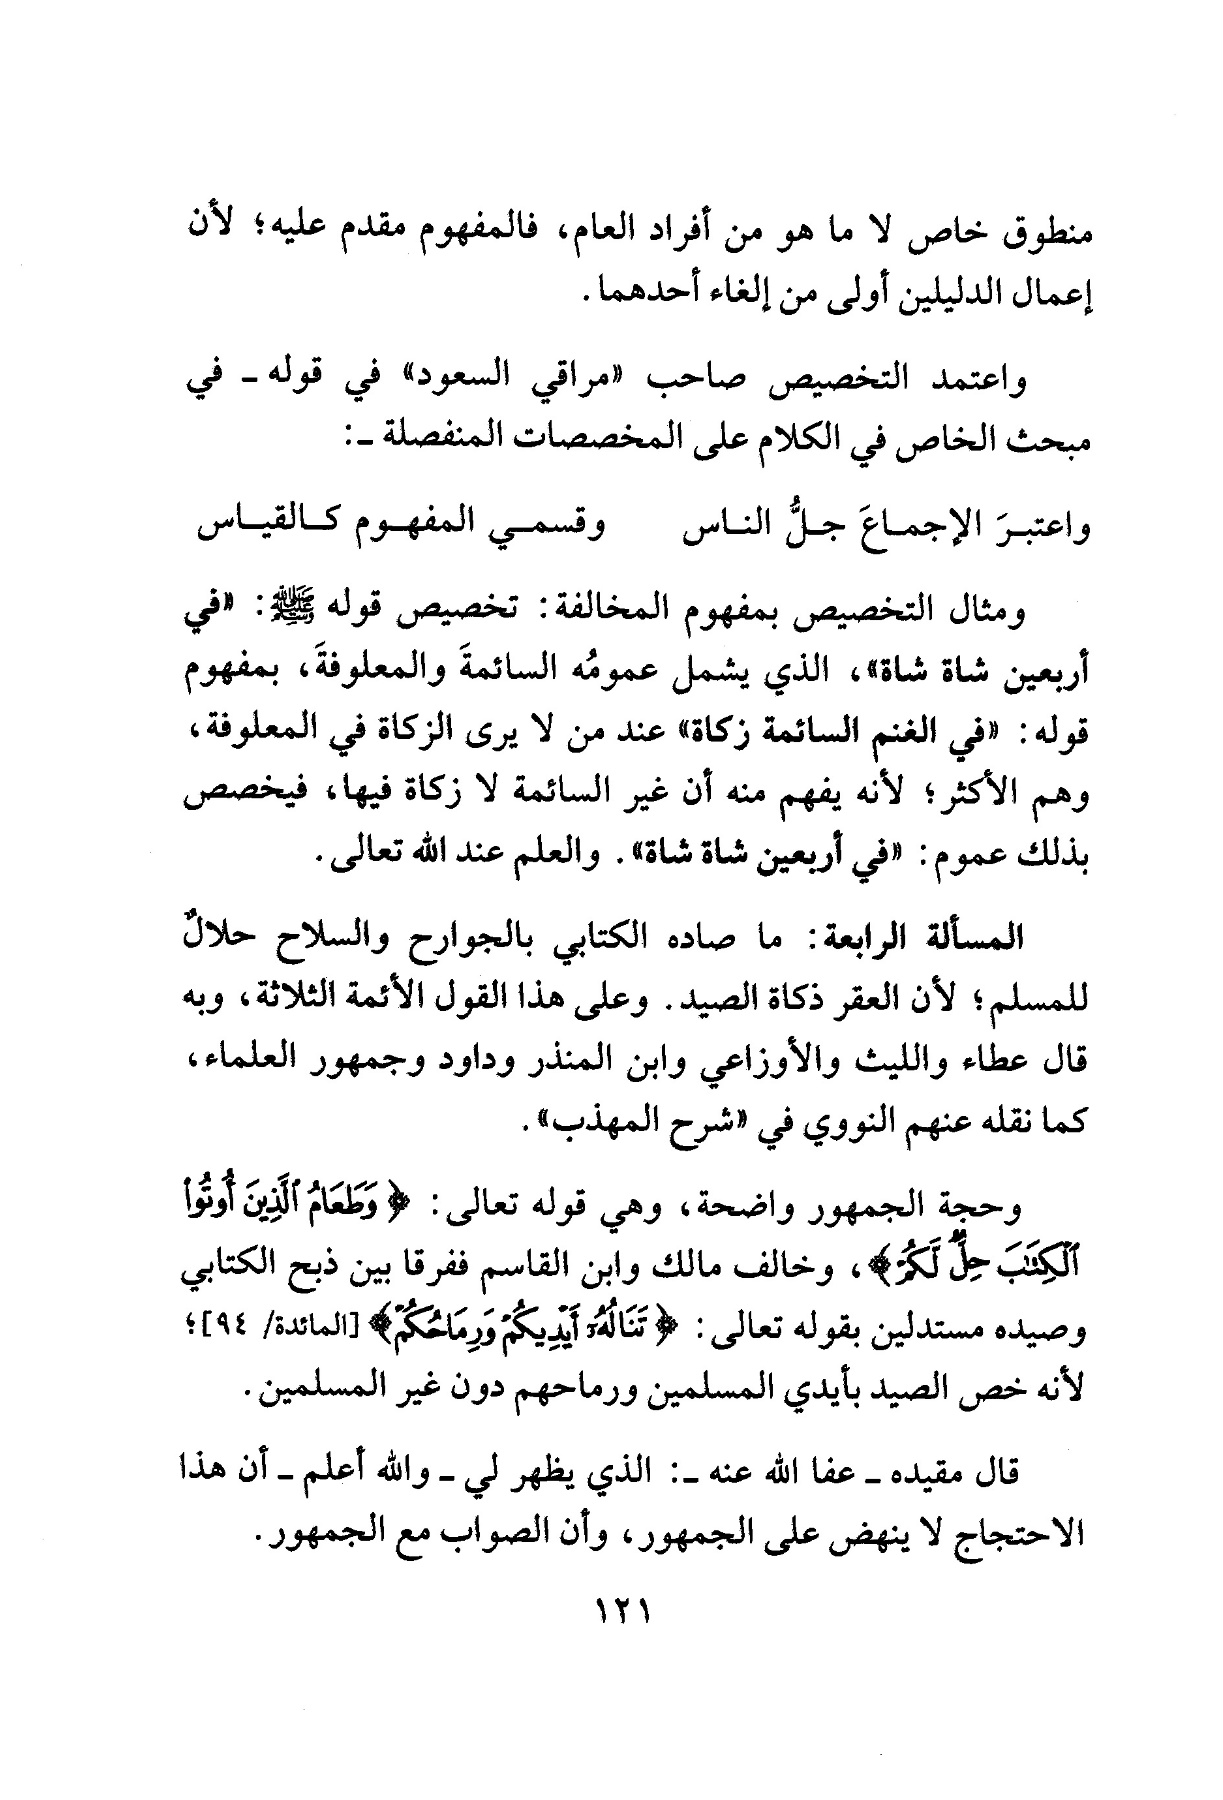 منطوق خاص لا ما هو من أفراد العام، فالمفهوم مقدم عليه؛ لأن
إعمال الدليلين أولى من إلغاء أحدهما.
واعتمد التخصيص صاحب «مراقي السعود» في قوله ـ في
مبحث الخاص في الكلام على المخصصات المنفصلة ـ:
واعتبـرَ الإجمـاعَ جـلُّ النـاس وقسمـي المفهـوم كـالقيـاس
ومثال التخصيص بمفهوم المخالفة: تخصيص قوله ﷺ: «في
أربعين شاة شاة»، الذي يشمل عمومُه السائمةَ والمعلوفةَ، بمفهوم
قوله: «في الغنم السائمة زكاة» عند من لا يرى الزكاة في المعلوفة،
وهم الأكثر؛ لأنه يفهم منه أن غير السائمة لا زكاة فيها، فيخصص
بذلك عموم: «في أربعين شاة شاة». والعلم عند الله تعالى.
المسألة الرابعة: ما صاده الكتابي بالجوارح والسلاح حلالٌ
للمسلم؛ لأن العقر ذكاة الصيد. وعلى هذا القول الأئمة الثلاثة، وبه
قال عطاء والليث والأوزاعي وابن المنذر وداود وجمهور العلماء،
كما نقله عنهم النووي في «شرح المهذب».
وحجة الجمهور واضحة، وهي قوله تعالى: ﴿وَطَعَامُ ٱلَّذِينَ أُوتُوا۟
ٱلْكِتَٰبَ حِلٌّ لَّكُمْ﴾، وخالف مالك وابن القاسم ففرقا بين ذبح الكتابي
وصيده مستدلين بقوله تعالى: ﴿تَنَالُهُۥٓ أَيْدِيكُمْ وَرِمَاحُكُمْ﴾ [المائدة/ ٩٤]؛
لأنه خص الصيد بأيدي المسلمين ورماحهم دون غير المسلمين.
قال مقيده ـ عفا الله عنه ـ: الذي يظهر لي ـ والله أعلم ـ أن هذا
الاحتجاج لا ينهض على الجمهور، وأن الصواب مع الجمهور.
١٢١